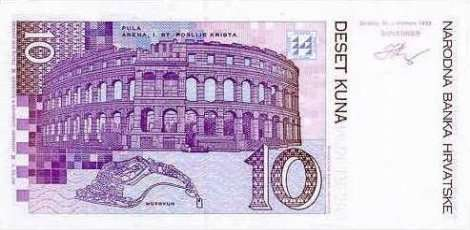 10
PULA
ARENA, I. ST. POSLIJE KRISTA
DESET KUNA
NARODNA BANKA HRVATSKE
MOTOVUN
10